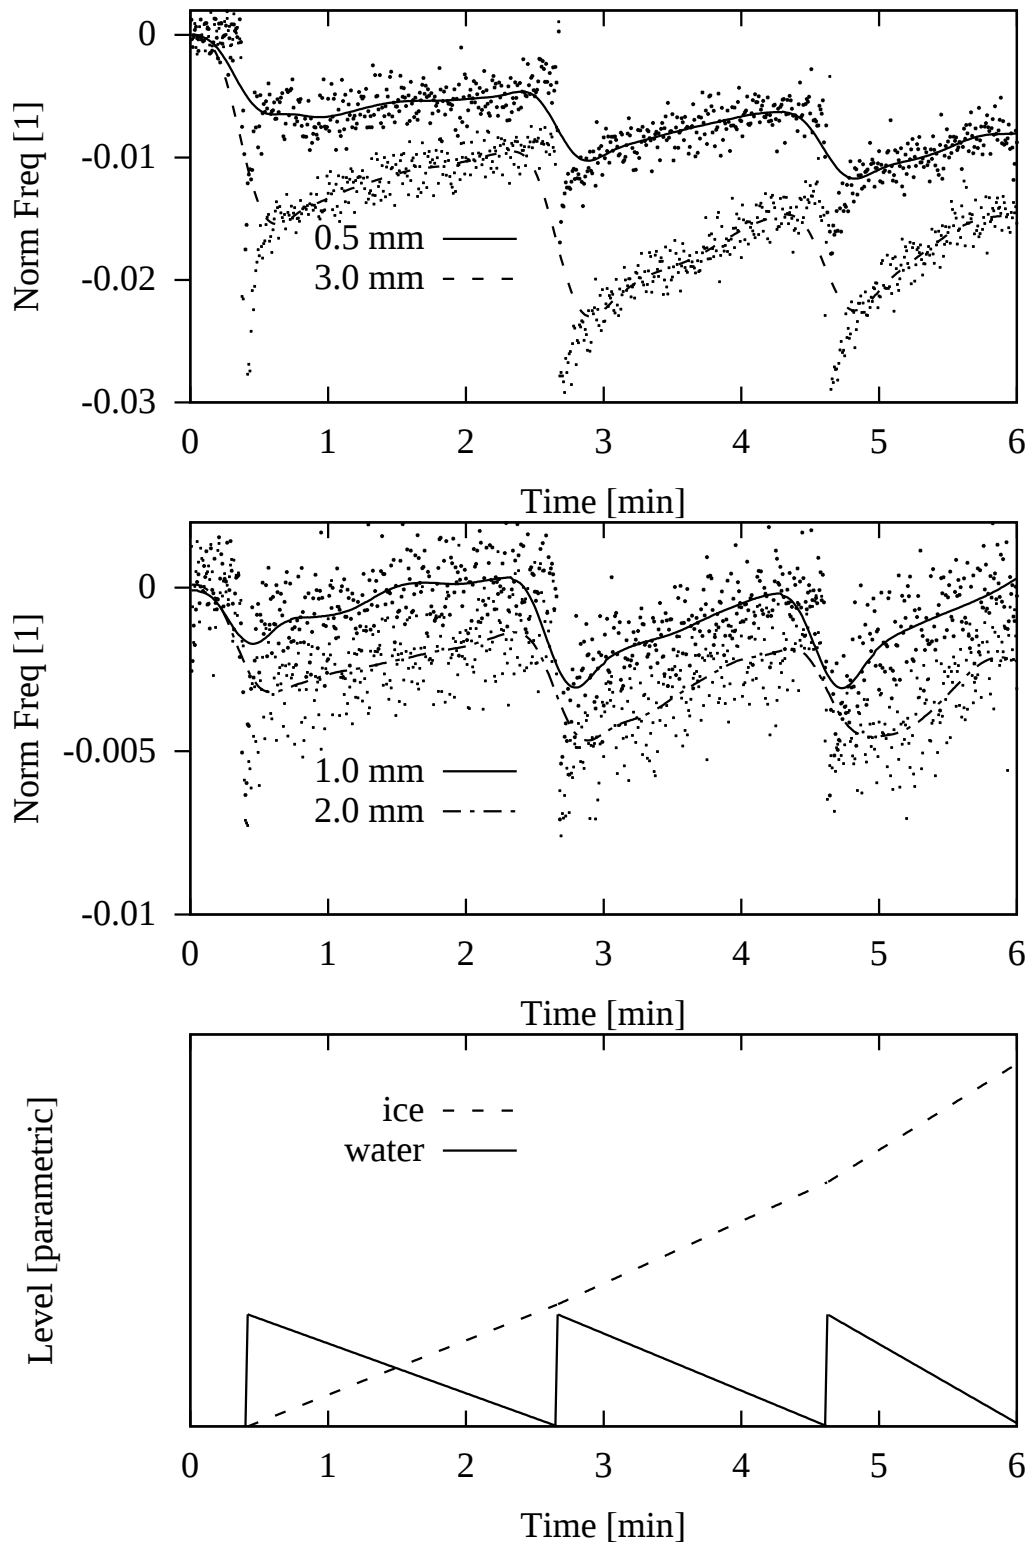 0
-0.01
-0.02
-0.03
Norm Freq [1]
0.5 mm
3.0 mm
0 1 2 3 4 5 6
Time [min]
0
-0.005
-0.01
Norm Freq [1]
1.0 mm
2.0 mm
0 1 2 3 4 5 6
Time [min]
Level [parametric]
ice
water
0 1 2 3 4 5 6
Time [min]